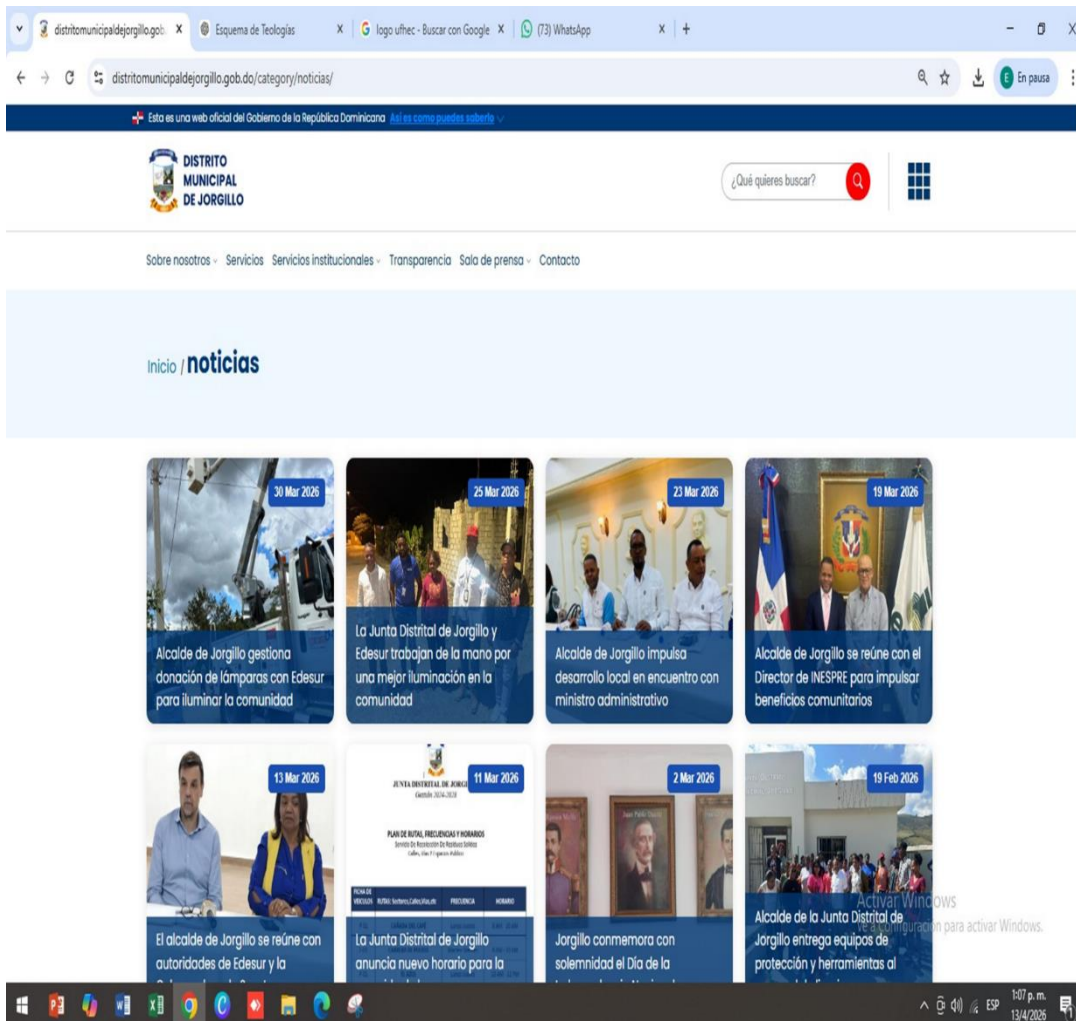 distritomunicipaldejorgillo.gob.
Esquema de Teologías
logo ufhec - Buscar con Google
(73) WhatsApp
distritomunicipaldejorgillo.gob.do/category/noticias/
E En pausa
Esta es una web oficial del Gobierno de la República Dominicana Así es como puedes saberlo
DISTRITO
MUNICIPAL
DE JORGILLO
¿Qué quieres buscar?
Sobre nosotros Servicios Servicios institucionales Transparencia Sala de prensa Contacto
Inicio / noticias
30 Mar 2026
Alcalde de Jorgillo gestiona
donación de lámparas con Edesur
para iluminar la comunidad
25 Mar 2026
La Junta Distrital de Jorgillo y
Edesur trabajan de la mano por
una mejor iluminación en la
comunidad
23 Mar 2026
Alcalde de Jorgillo impulsa
desarrollo local en encuentro con
ministro administrativo
19 Mar 2026
Alcalde de Jorgillo se reúne con el
Director de INESPRE para impulsar
beneficios comunitarios
13 Mar 2026
El alcalde de Jorgillo se reúne con
autoridades de Edesur y la
11 Mar 2026
JUNTA DISTRITAL DE
Gestión 2024-2028
PLAN DE RUTAS, FRECUENCIAS Y HORARIOS
Servicio De Recolección De Residuos Sólidos
FICHA DE
VEHICULOS
FRECUENCIA
HORARIO
La Junta Distrital de Jorgillo
anuncia nuevo horario para la
2 Mar 2026
Jorgillo conmemora con
solemnidad el Día de la
19 Feb 2026
Alcalde de la Junta Distrital de
Jorgillo entrega equipos de
protección y herramientas al
Activar Windows
Ve a Configuración para activar Windows.
ESP
1:07 p. m.
13/4/2026